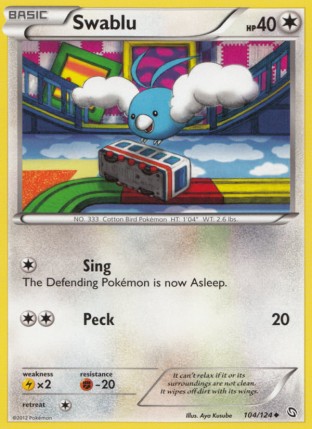 BASIC
Swablu HP40
NO. 333 Cotton Bird Pokémon HT: 1'04" WT: 2.6 lbs.
Sing
The Defending Pokémon is now Asleep.
Peck 20
weakness resistance
×2 -20
It can't relax if it or its
surroundings are not clean.
It wipes off dirt with its wings.
retreat
©2012 Pokémon Illus. Aya Kusube 104/124